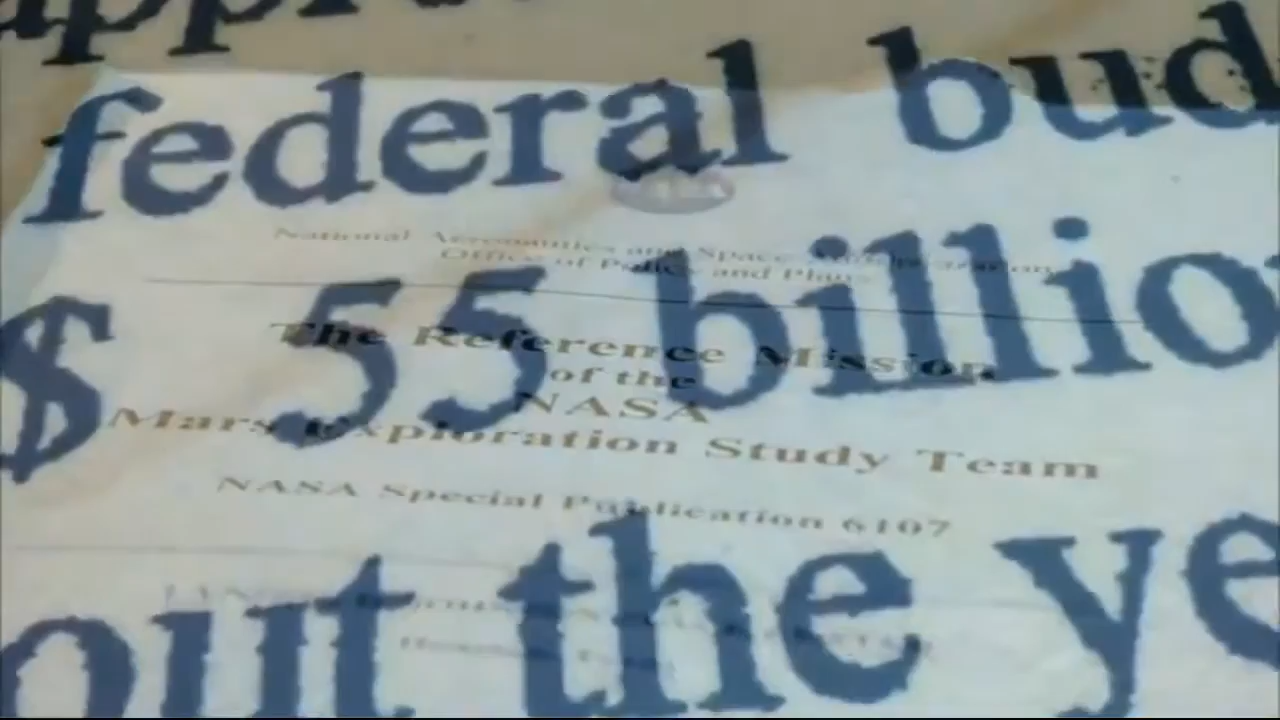 federal bud
National Aeronautics and Space Administration
Office of Policy and Plans
$ 55 billio
The Reference Mission
of the
NASA
Mars Exploration Study Team
NASA Special Publication 6107
out the ye